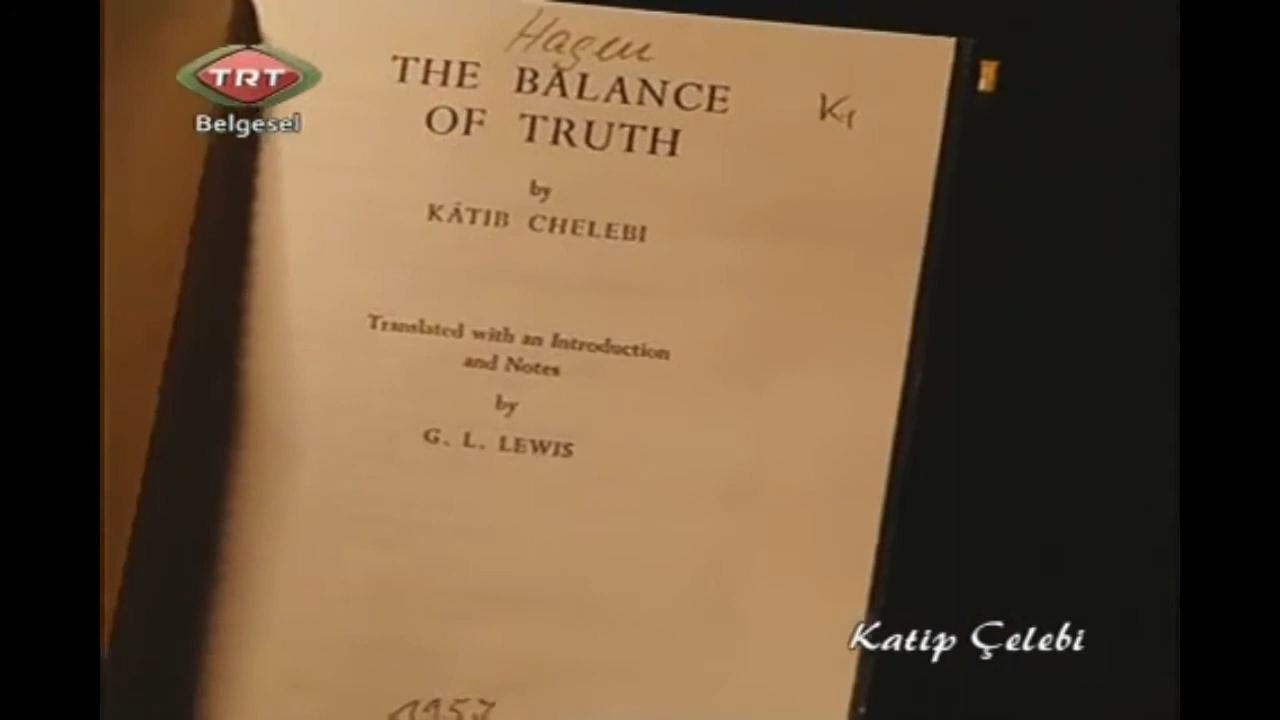 Hagen
THE BALANCE
OF TRUTH
by
KÁTIB CHELEBI
Translated with an Introduction
and Notes
by
G. L. LEWIS
1957
TRT
Belgesel
Katip Çelebi